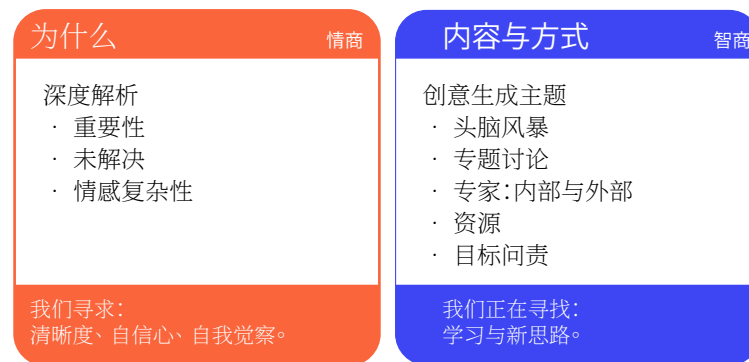 为什么 情商
深度解析
· 重要性
· 未解决
· 情感复杂性
我们寻求：
清晰度、自信心、自我觉察。
内容与方式 智商
创意生成主题
· 头脑风暴
· 专题讨论
· 专家：内部与外部
· 资源
· 目标问责
我们正在寻找：
学习与新思路。